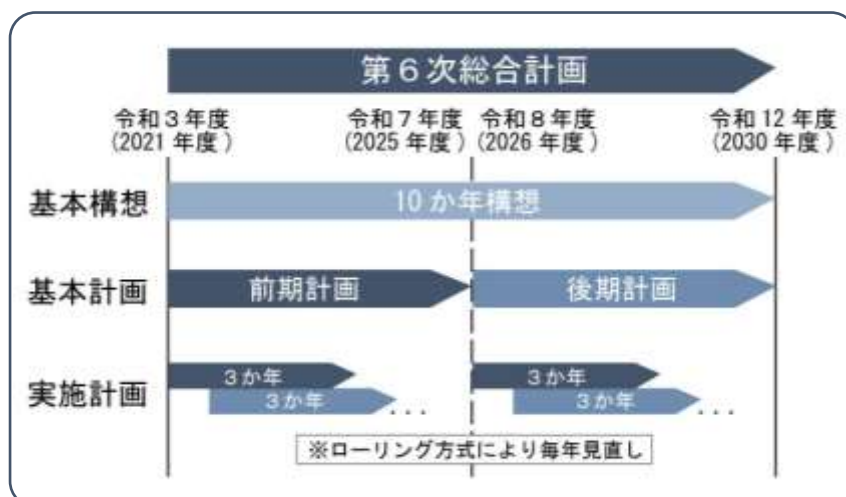 第６次総合計画
令和３年度 令和７年度 令和８年度 令和12年度
(2021 年度) (2025 年度) (2026 年度) (2030 年度)
基本構想 10か年構想
基本計画 前期計画 後期計画
実施計画 ３か年 ３か年
３か年 ... ３か年 ...
※ローリング方式により毎年見直し